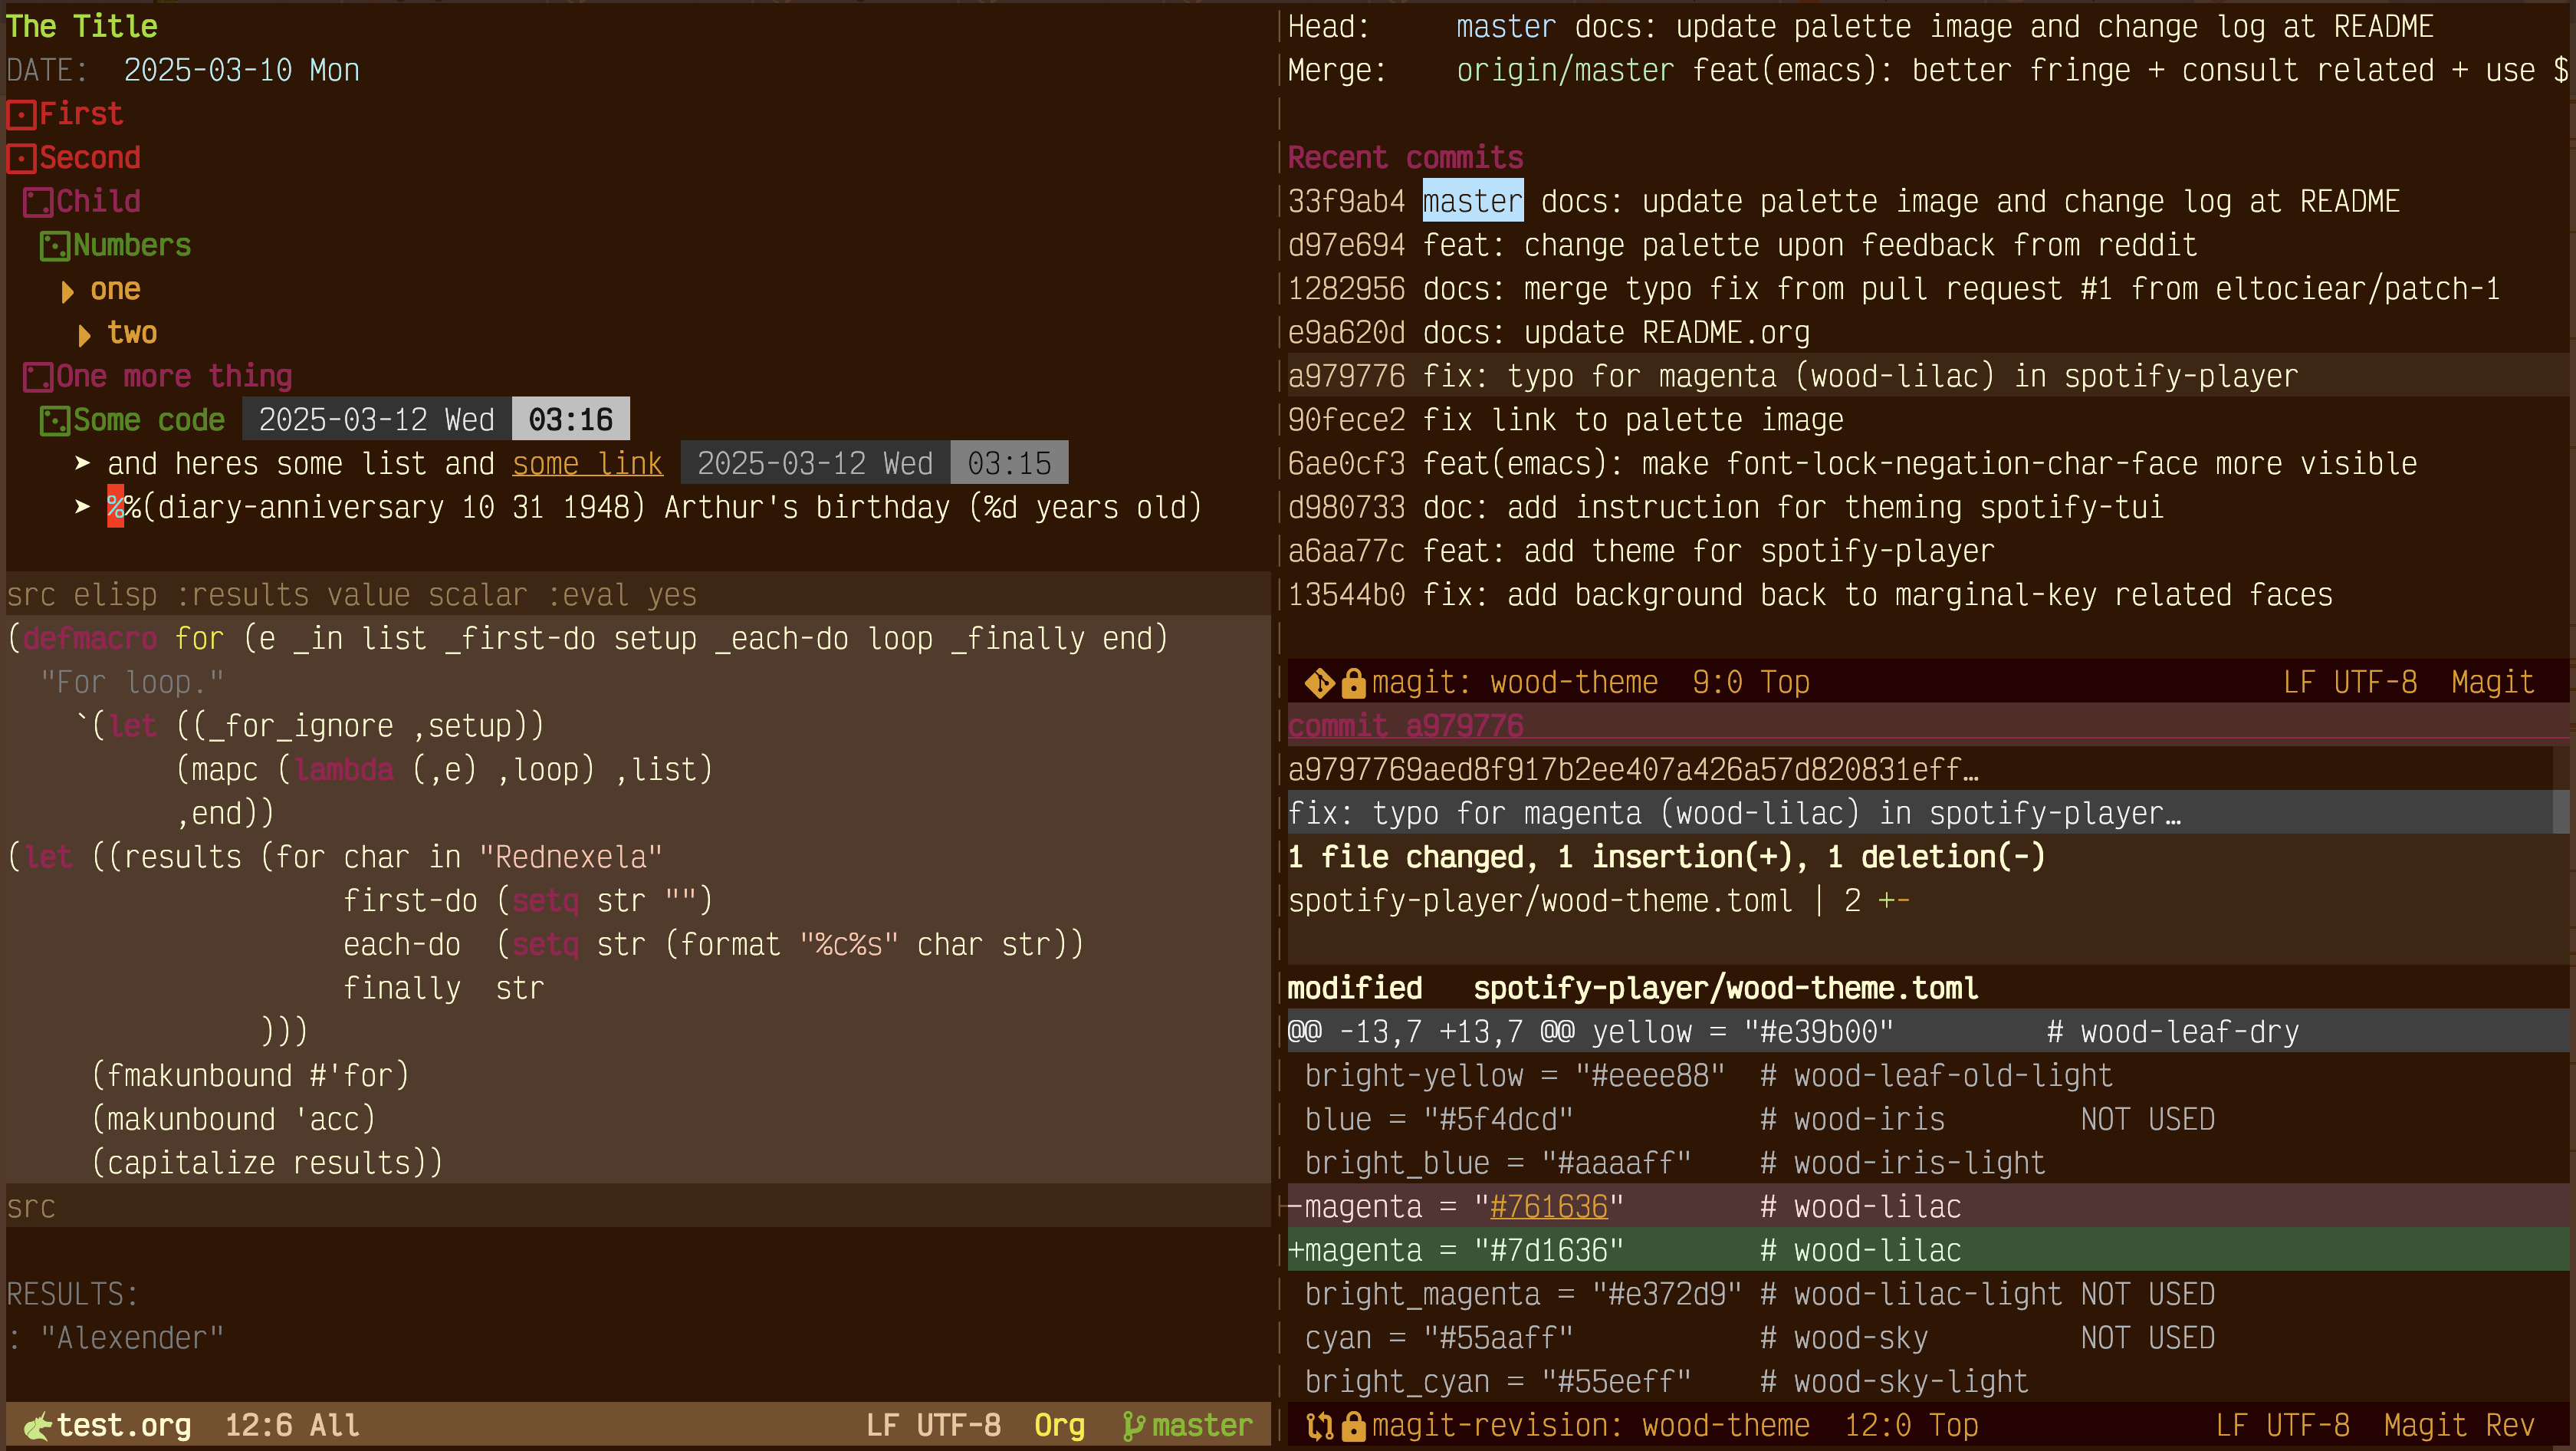 The Title
DATE:  2025-03-10 Mon
First
Second
Child
Numbers
one
two
One more thing
Some code 2025-03-12 Wed 03:16
➤ and heres some list and some link 2025-03-12 Wed 03:15
➤ %%(diary-anniversary 10 31 1948) Arthur's birthday (%d years old)
src elisp :results value scalar :eval yes
(defmacro for (e _in list _first-do setup _each-do loop _finally end)
  "For loop."
    `(let ((_for_ignore ,setup))
          (mapc (lambda (,e) ,loop) ,list)
          ,end))
(let ((results (for char in "Rednexela"
                    first-do (setq str "")
                    each-do  (setq str (format "%c%s" char str))
                    finally  str
               )))
     (fmakunbound #'for)
     (makunbound 'acc)
     (capitalize results))
src
RESULTS:
: "Alexender"
test.org  12:6 All  LF UTF-8  Org  master
Head:     master docs: update palette image and change log at README
Merge:    origin/master feat(emacs): better fringe + consult related + use $
Recent commits
33f9ab4 master docs: update palette image and change log at README
d97e694 feat: change palette upon feedback from reddit
1282956 docs: merge typo fix from pull request #1 from eltociear/patch-1
e9a620d docs: update README.org
a979776 fix: typo for magenta (wood-lilac) in spotify-player
90fece2 fix link to palette image
6ae0cf3 feat(emacs): make font-lock-negation-char-face more visible
d980733 doc: add instruction for theming spotify-tui
a6aa77c feat: add theme for spotify-player
13544b0 fix: add background back to marginal-key related faces
magit: wood-theme  9:0 Top  LF UTF-8  Magit
commit a979776
a9797769aed8f917b2ee407a426a57d820831eff…
fix: typo for magenta (wood-lilac) in spotify-player…
1 file changed, 1 insertion(+), 1 deletion(-)
spotify-player/wood-theme.toml | 2 +-
modified   spotify-player/wood-theme.toml
@@ -13,7 +13,7 @@ yellow = "#e39b00"         # wood-leaf-dry
 bright-yellow = "#eeee88"  # wood-leaf-old-light
 blue = "#5f4dcd"           # wood-iris        NOT USED
 bright_blue = "#aaaaff"    # wood-iris-light
-magenta = "#761636"        # wood-lilac
+magenta = "#7d1636"        # wood-lilac
 bright_magenta = "#e372d9" # wood-lilac-light NOT USED
 cyan = "#55aaff"           # wood-sky         NOT USED
 bright_cyan = "#55eeff"    # wood-sky-light
magit-revision: wood-theme  12:0 Top  LF UTF-8  Magit Rev